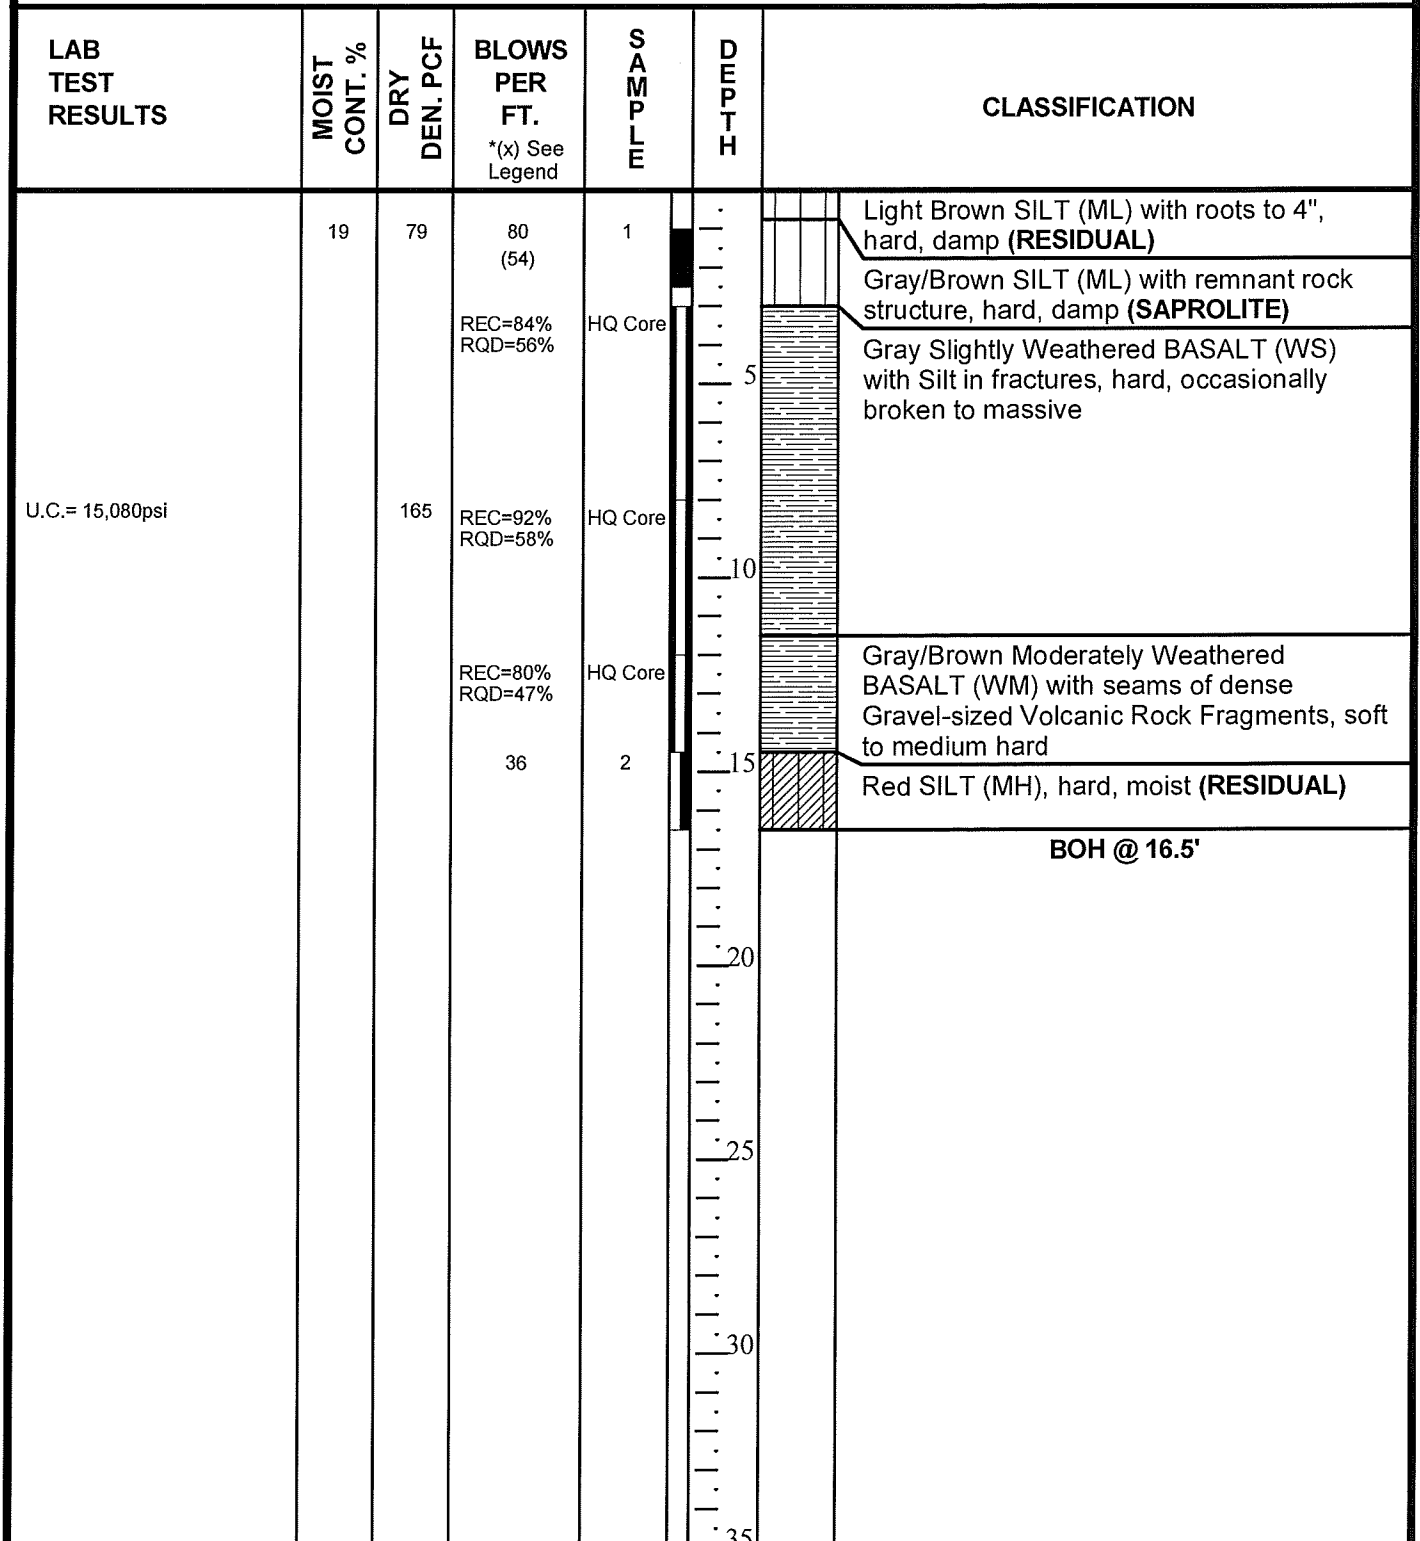 LAB
TEST
RESULTS
MOIST
CONT. %
DRY
DEN. PCF
BLOWS
PER
FT.
*(x) See
Legend
SAMPLE
DEPTH
CLASSIFICATION
Light Brown SILT (ML) with roots to 4",
hard, damp (RESIDUAL)
19 79 80 1
(54)
Gray/Brown SILT (ML) with remnant rock
structure, hard, damp (SAPROLITE)
REC=84% HQ Core
RQD=56%
Gray Slightly Weathered BASALT (WS)
with Silt in fractures, hard, occasionally
broken to massive
5
U.C.= 15,080psi 165 REC=92% HQ Core
RQD=58%
10
Gray/Brown Moderately Weathered
BASALT (WM) with seams of dense
Gravel-sized Volcanic Rock Fragments, soft
to medium hard
REC=80% HQ Core
RQD=47%
36 2 15
Red SILT (MH), hard, moist (RESIDUAL)
BOH @ 16.5'
20
25
30
35